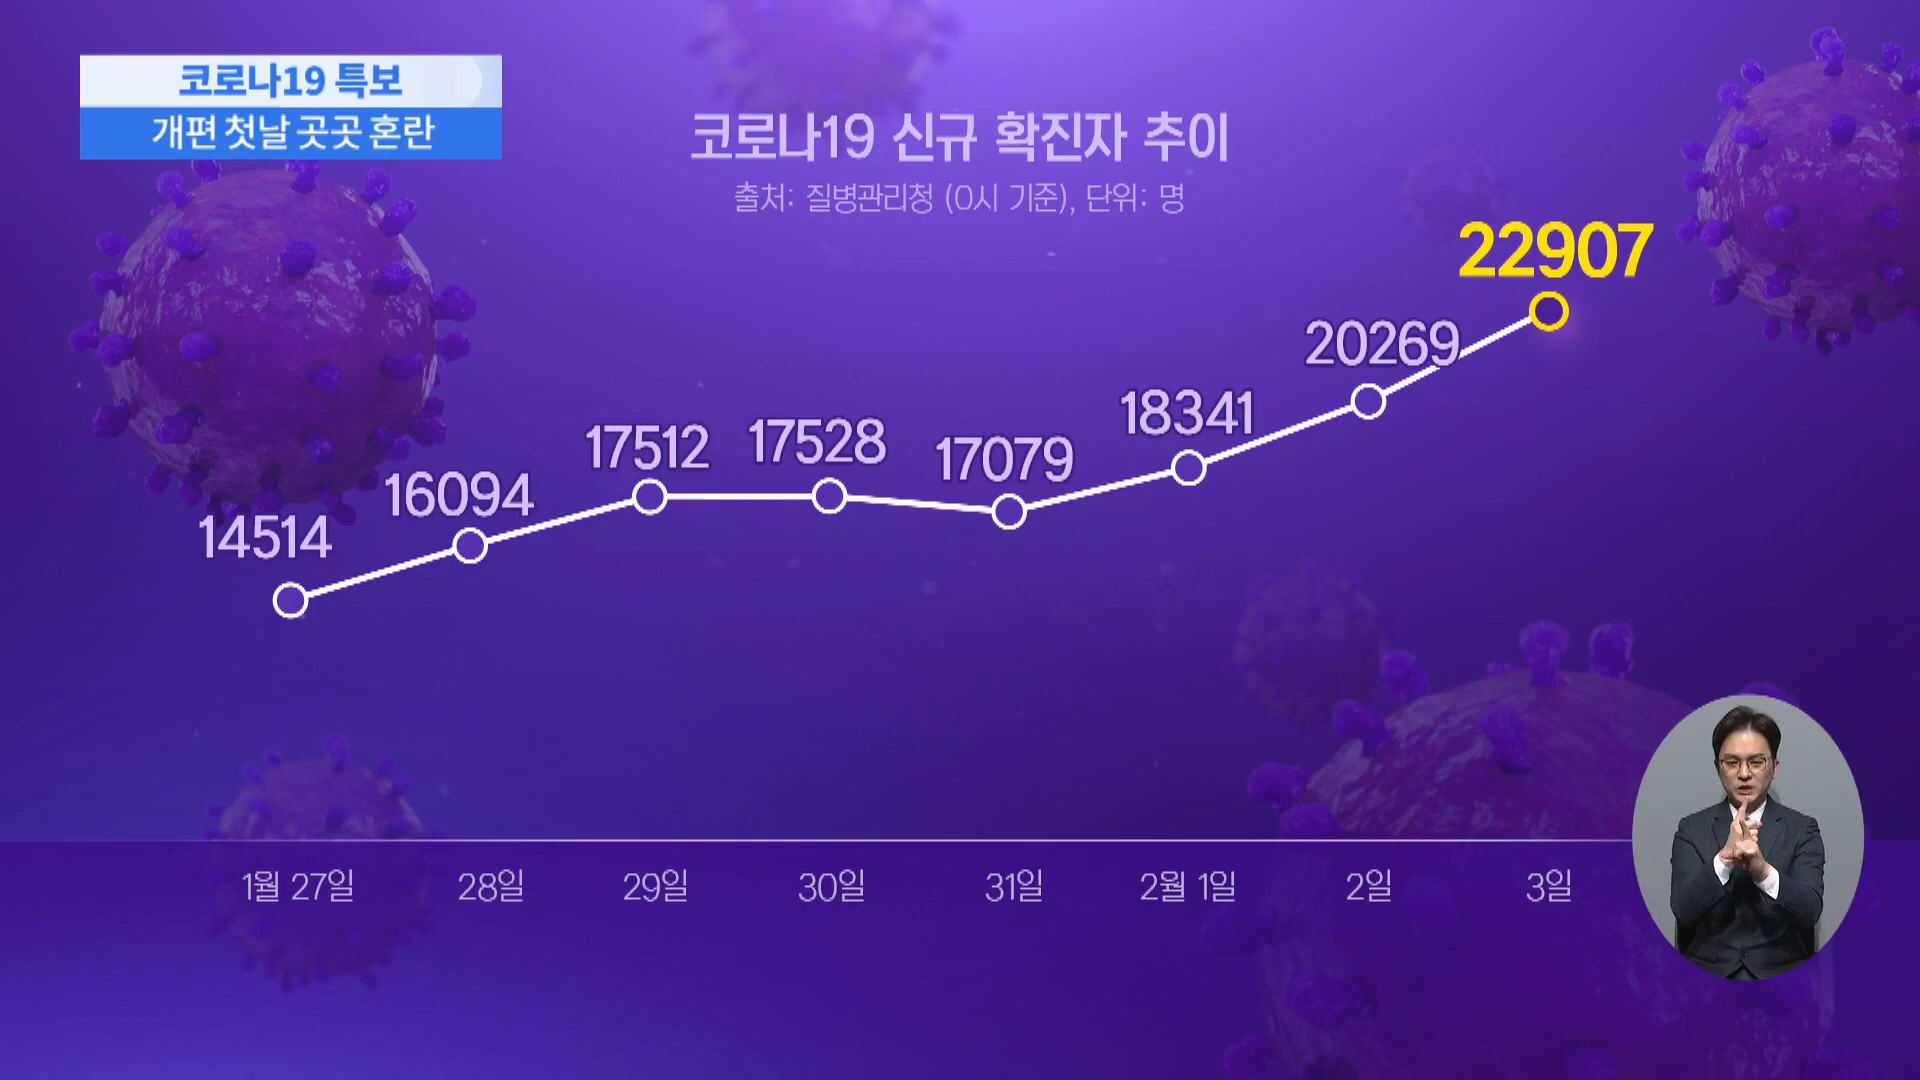 코로나19 특보
개편 첫날 곳곳 혼란
코로나19 신규 확진자 추이
출처: 질병관리청 (0시 기준), 단위: 명
14514
16094
17512
17528
17079
18341
20269
22907
1월 27일
28일
29일
30일
31일
2월 1일
2일
3일